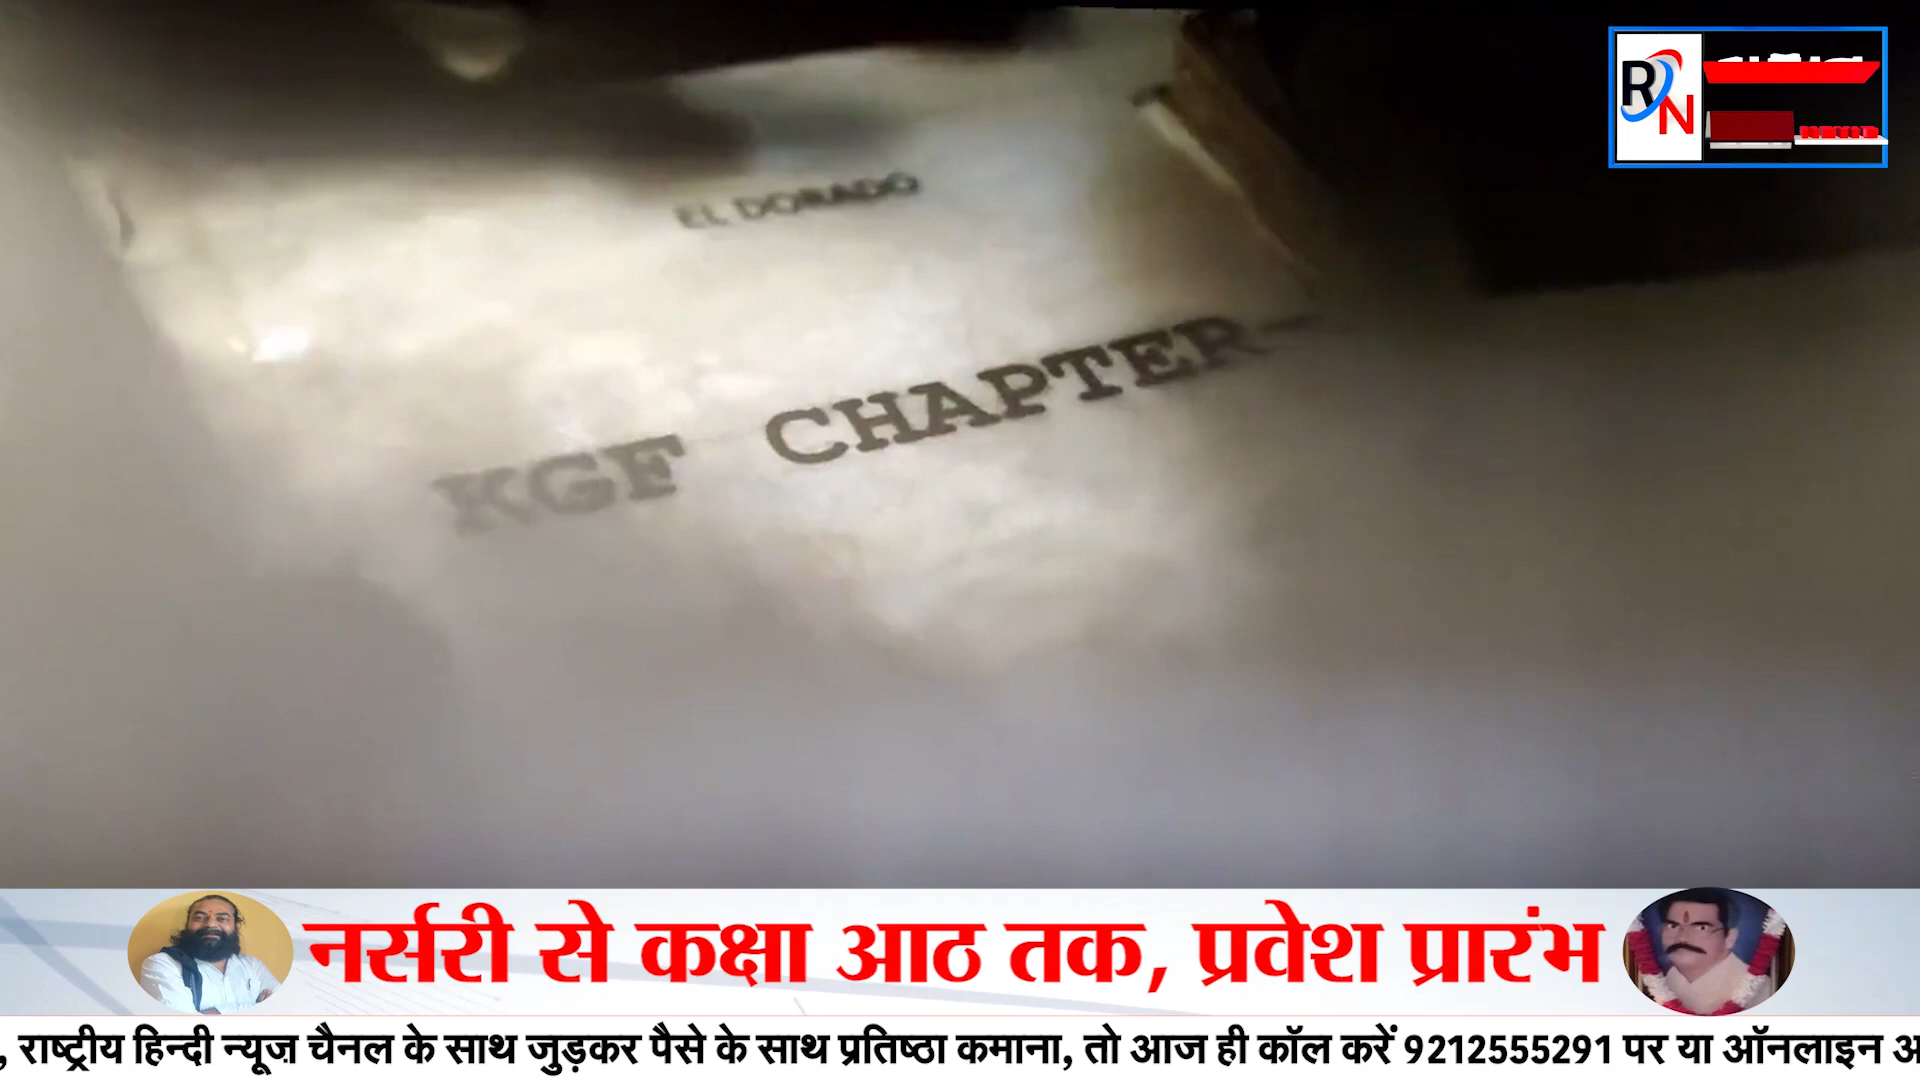 RN
EL DORADO
KGF CHAPTER-
नर्सरी से कक्षा आठ तक, प्रवेश प्रारंभ
, राष्ट्रीय हिन्दी न्यूज चैनल के साथ जुड़कर पैसे के साथ प्रतिष्ठा कमाना, तो आज ही कॉल करें 9212555291 पर या ऑनलाइन